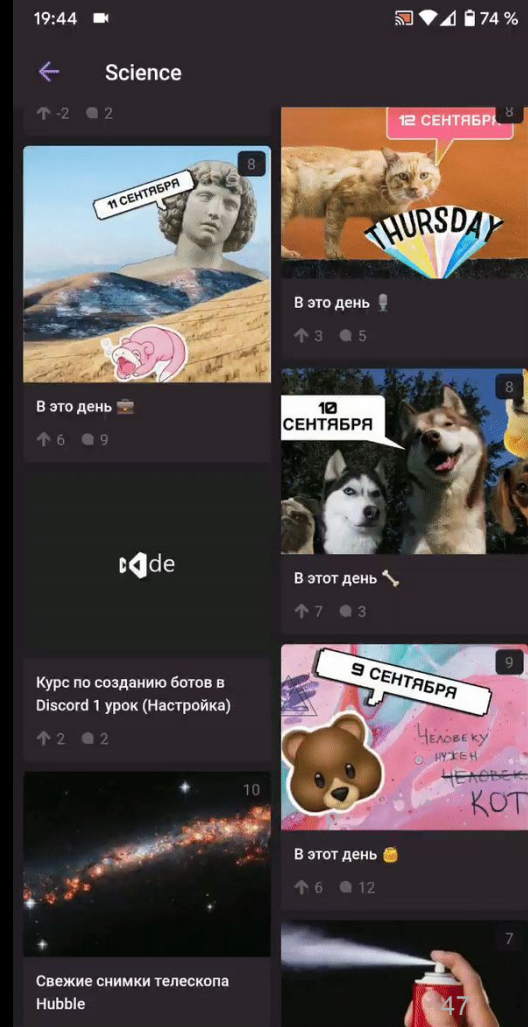 19:44
74 %
Science
-2 2
8
11 СЕНТЯБРЯ
В это день
6 9
de
Курс по созданию ботов в
Discord 1 урок (Настройка)
2 2
10
Свежие снимки телескопа
Hubble
8
12 СЕНТЯБРЯ
THURSDAY
В это день
3 5
8
10
СЕНТЯБРЯ
В этот день
7 3
9
9 СЕНТЯБРЯ
ЧЕЛОВЕКУ
НУЖЕН
ЧЕЛОВЕК
КОТ
В этот день
6 12
7
47